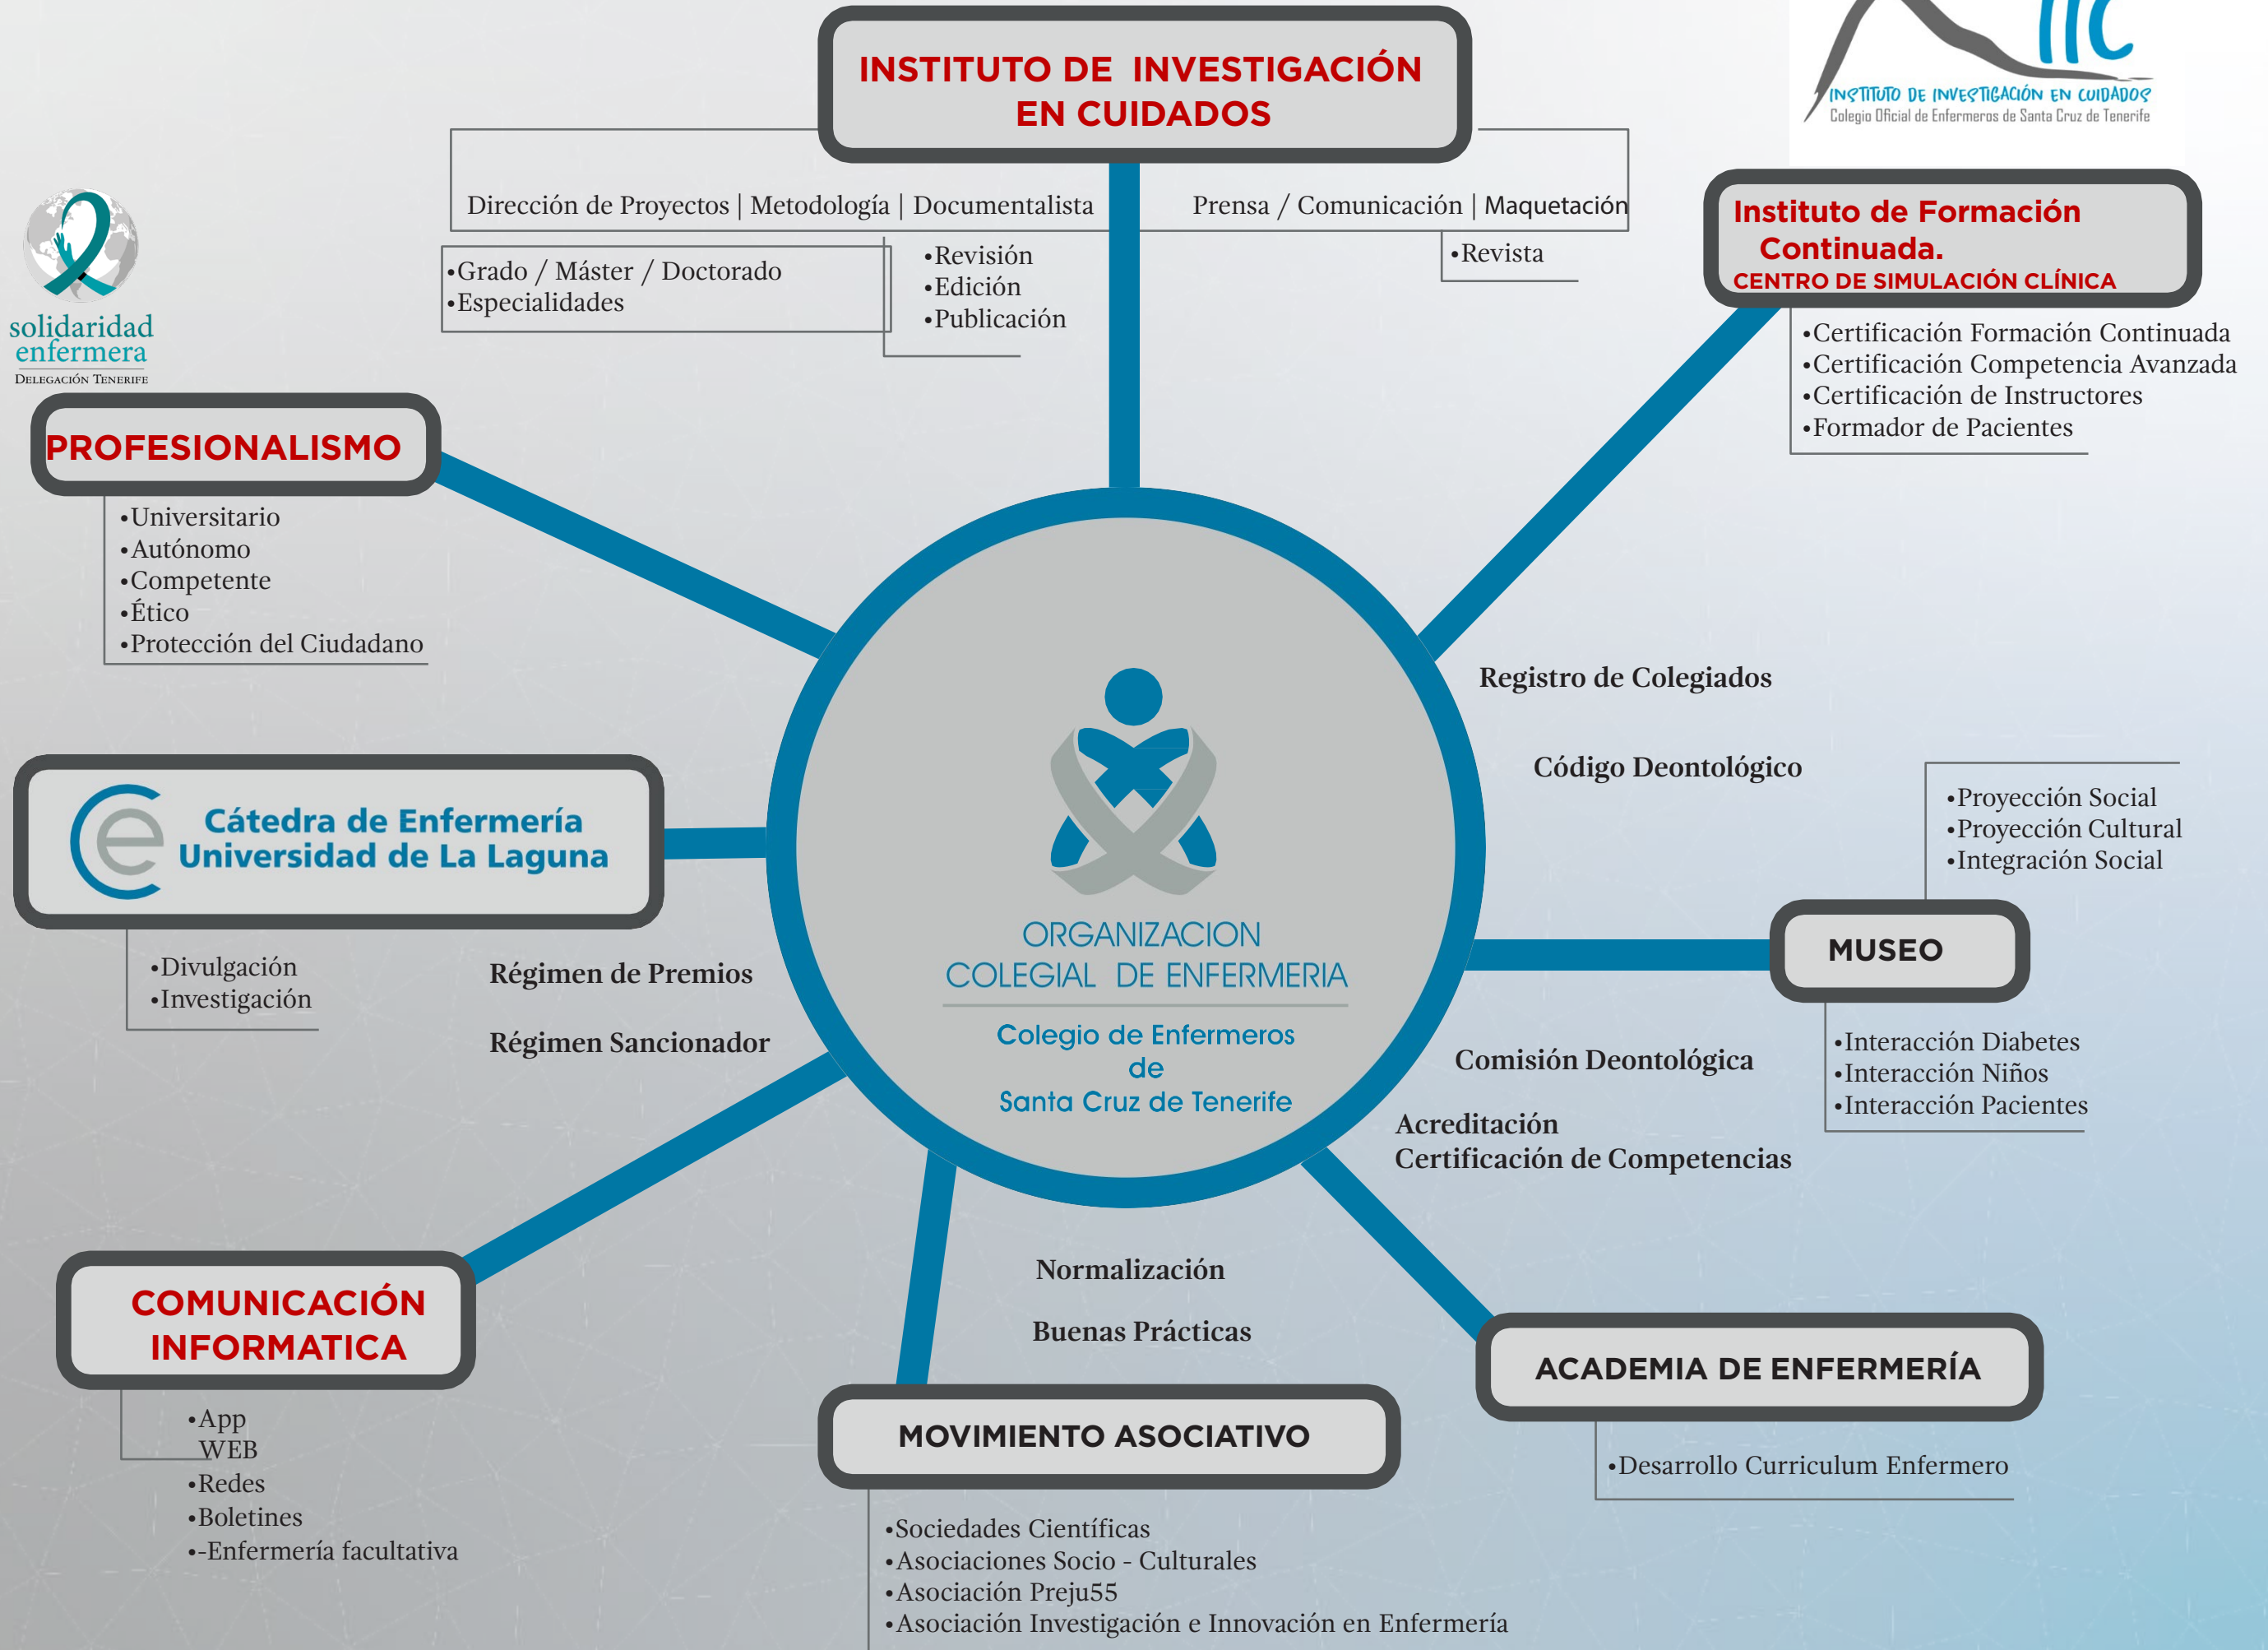 INSTITUTO DE INVESTIGACIÓN
EN CUIDADOS
IIC
INSTITUTO DE INVESTIGACIÓN EN CUIDADOS
Colegio Oficial de Enfermeros de Santa Cruz de Tenerife
Dirección de Proyectos | Metodología | Documentalista
Prensa / Comunicación | Maquetación
•Grado / Máster / Doctorado
•Especialidades
•Revisión
•Edición
•Publicación
•Revista
Instituto de Formación
Continuada.
CENTRO DE SIMULACIÓN CLÍNICA
•Certificación Formación Continuada
•Certificación Competencia Avanzada
•Certificación de Instructores
•Formador de Pacientes
solidaridad
enfermera
DELEGACIÓN TENERIFE
PROFESIONALISMO
•Universitario
•Autónomo
•Competente
•Ético
•Protección del Ciudadano
Registro de Colegiados
Código Deontológico
Ce
Cátedra de Enfermería
Universidad de La Laguna
•Divulgación
•Investigación
Régimen de Premios
Régimen Sancionador
ORGANIZACION
COLEGIAL DE ENFERMERIA
Colegio de Enfermeros
de
Santa Cruz de Tenerife
•Proyección Social
•Proyección Cultural
•Integración Social
MUSEO
•Interacción Diabetes
•Interacción Niños
•Interacción Pacientes
Comisión Deontológica
Acreditación
Certificación de Competencias
COMUNICACIÓN
INFORMATICA
•App
WEB
•Redes
•Boletines
•-Enfermería facultativa
Normalización
Buenas Prácticas
MOVIMIENTO ASOCIATIVO
•Sociedades Científicas
•Asociaciones Socio - Culturales
•Asociación Preju55
•Asociación Investigación e Innovación en Enfermería
ACADEMIA DE ENFERMERÍA
•Desarrollo Curriculum Enfermero